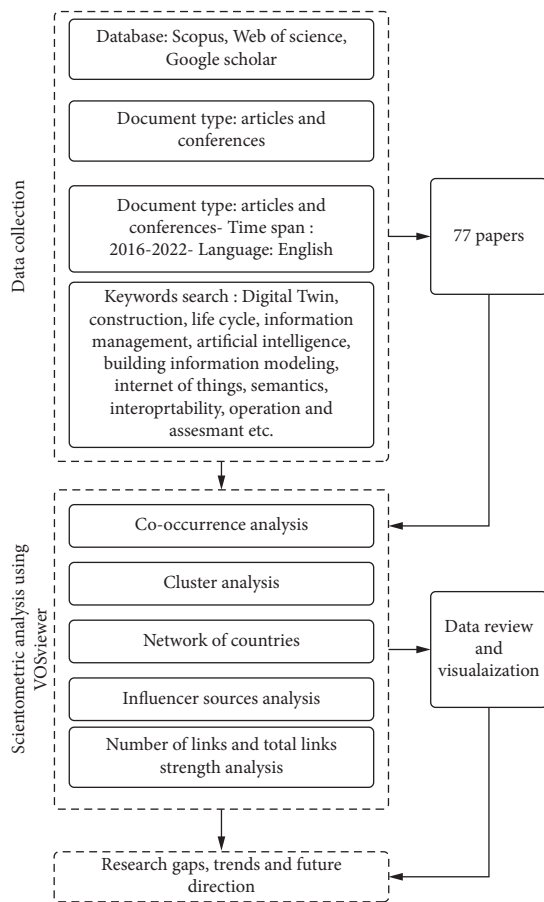 Data collection
Database: Scopus, Web of science,
Google scholar
Document type: articles and
conferences
Document type: articles and
conferences- Time span :
2016-2022- Language: English
Keywords search : Digital Twin,
construction, life cycle, information
management, artificial intelligence,
building information modeling,
internet of things, semantics,
interoprtability, operation and
assesmant etc.
77 papers
Scientometric analysis using
VOSviewer
Co-occurrence analysis
Cluster analysis
Network of countries
Influencer sources analysis
Number of links and total links
strength analysis
Data review
and
visualaization
Research gaps, trends and future
direction